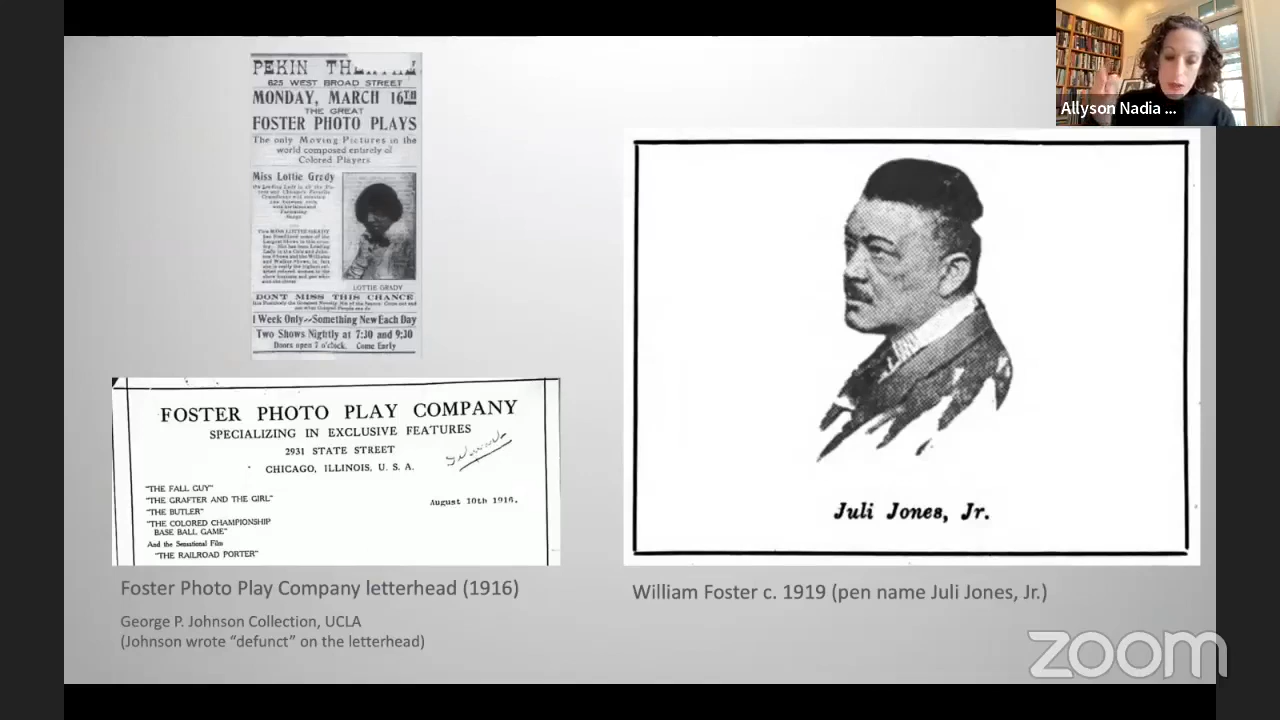 PEKIN
625 WEST BROAD STREET
MONDAY, MARCH 16TH
THE GREAT
FOSTER PHOTO PLAYS
The only Moving Pictures in the
world composed entirely of
Colored Players
Miss Lottie Grady
LOTTIE GRADY
DON'T MISS THIS CHANCE
1 Week Only--Something New Each Day
Two Shows Nightly at 7:30 and 9:30
Doors open 7 o'clock. Come Early
FOSTER PHOTO PLAY COMPANY
SPECIALIZING IN EXCLUSIVE FEATURES
2931 STATE STREET
CHICAGO, ILLINOIS, U. S. A.
"THE FALL GUY"
"THE GRAFTER AND THE GIRL"
"THE BUTLER"
"THE COLORED CHAMPIONSHIP
BASE BALL GAME"
And the Sensational Film
"THE RAILROAD PORTER"
August 10th 1916.
Foster Photo Play Company letterhead (1916)
George P. Johnson Collection, UCLA
(Johnson wrote “defunct” on the letterhead)
Juli Jones, Jr.
William Foster c. 1919 (pen name Juli Jones, Jr.)
Allyson Nadia ...
zoom